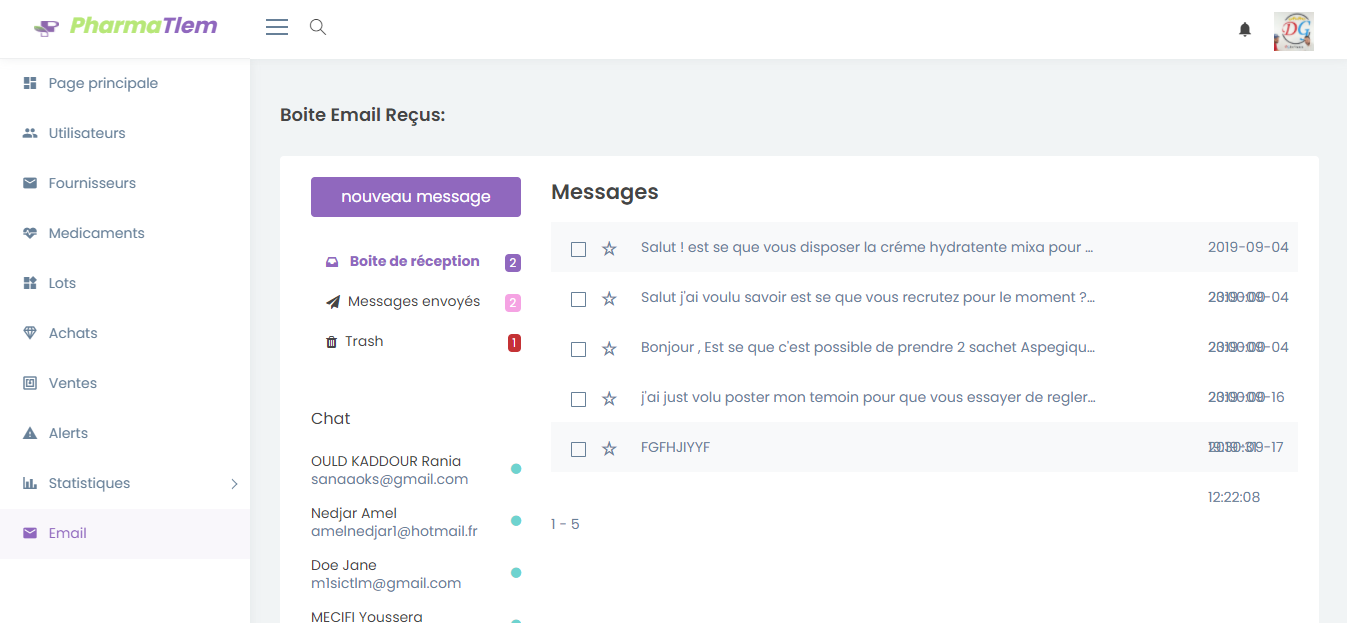 PharmaTlem
Page principale
Utilisateurs
Fournisseurs
Medicaments
Lots
Achats
Ventes
Alerts
Statistiques
Email
Boite Email Reçus:
nouveau message
Boite de réception 2
Messages envoyés 2
Trash 1
Chat
OULD KADDOUR Rania
sanaaoks@gmail.com
Nedjar Amel
amelnedjar1@hotmail.fr
Doe Jane
m1sictlm@gmail.com
MECIFI Youssera
Messages
Salut ! est se que vous disposer la créme hydratente mixa pour ... 2019-09-04
Salut j'ai voulu savoir est se que vous recrutez pour le moment ?...
Bonjour , Est se que c'est possible de prendre 2 sachet Aspegiqu...
j'ai just volu poster mon temoin pour que vous essayer de regler...
FGFHJIYYF
12:22:08
1 - 5